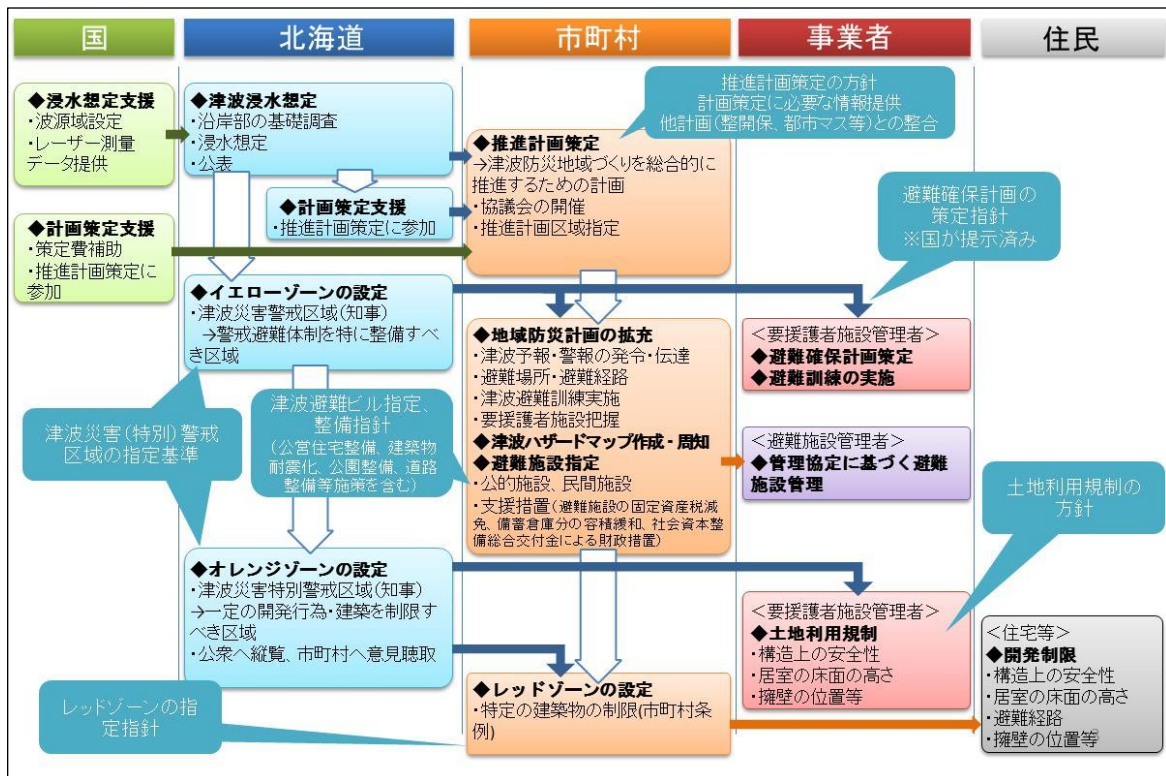 国
北海道
市町村
事業者
住民
◆浸水想定支援
・波源域設定
・レーザー測量
データ提供
◆計画策定支援
・策定費補助
・推進計画策定に
参加
◆津波浸水想定
・沿岸部の基礎調査
・浸水想定
・公表
◆計画策定支援
・推進計画策定に参加
◆イエローゾーンの設定
・津波災害警戒区域(知事)
→警戒避難体制を特に整備すべ
き区域
津波災害(特別)警戒
区域の指定基準
津波避難ビル指定、
整備指針
(公営住宅整備、建築物
耐震化、公園整備、道路
整備等施策を含む)
◆オレンジゾーンの設定
・津波災害特別警戒区域(知事)
→一定の開発行為・建築を制限す
べき区域
・公衆へ縦覧、市町村へ意見聴取
レッドゾーンの指
定指針
推進計画策定の方針
計画策定に必要な情報提供
他計画(整開保、都市マス等)との整合
◆推進計画策定
→津波防災地域づくりを総合的に
推進するための計画
・協議会の開催
・推進計画区域指定
◆地域防災計画の拡充
・津波予報・警報の発令・伝達
・避難場所・避難経路
・津波避難訓練実施
・要援護者施設把握
◆津波ハザードマップ作成・周知
◆避難施設指定
・公的施設、民間施設
・支援措置(避難施設の固定資産税減
免、備蓄倉庫分の容積緩和、社会資本整
備総合交付金による財政措置)
◆レッドゾーンの設定
・特定の建築物の制限(市町村条
例)
避難確保計画の
策定指針
※国が提示済み
<要援護者施設管理者>
◆避難確保計画策定
◆避難訓練の実施
<避難施設管理者>
◆管理協定に基づく避難
施設管理
土地利用規制の
方針
<要援護者施設管理者>
◆土地利用規制
・構造上の安全性
・居室の床面の高さ
・擁壁の位置等
<住宅等>
◆開発制限
・構造上の安全性
・居室の床面の高さ
・避難経路
・擁壁の位置等